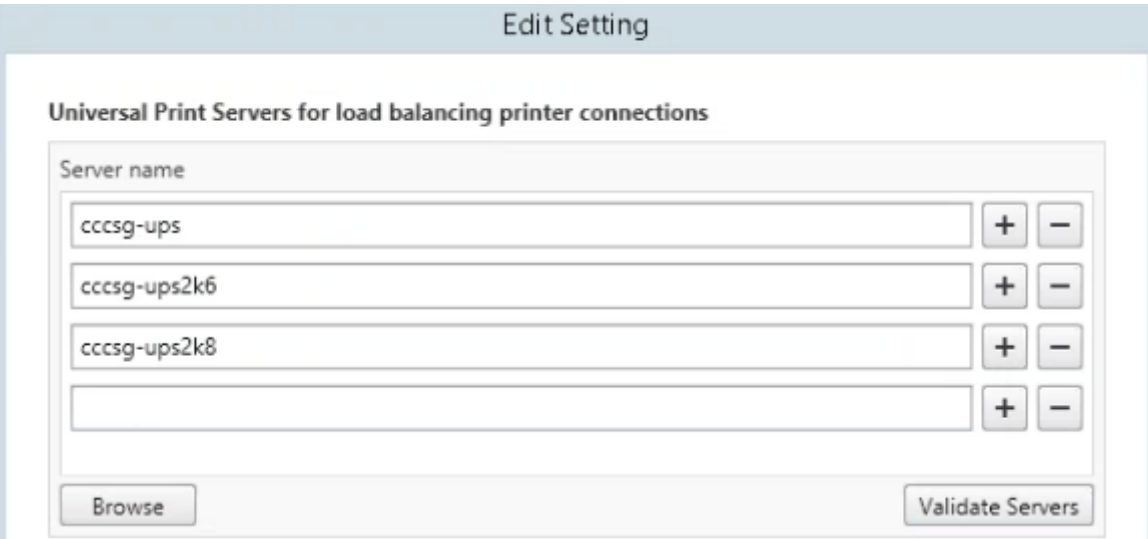 Edit Setting
Universal Print Servers for load balancing printer connections
Server name
cccsg-ups + −
cccsg-ups2k6 + −
cccsg-ups2k8 + −
+ −
Browse Validate Servers